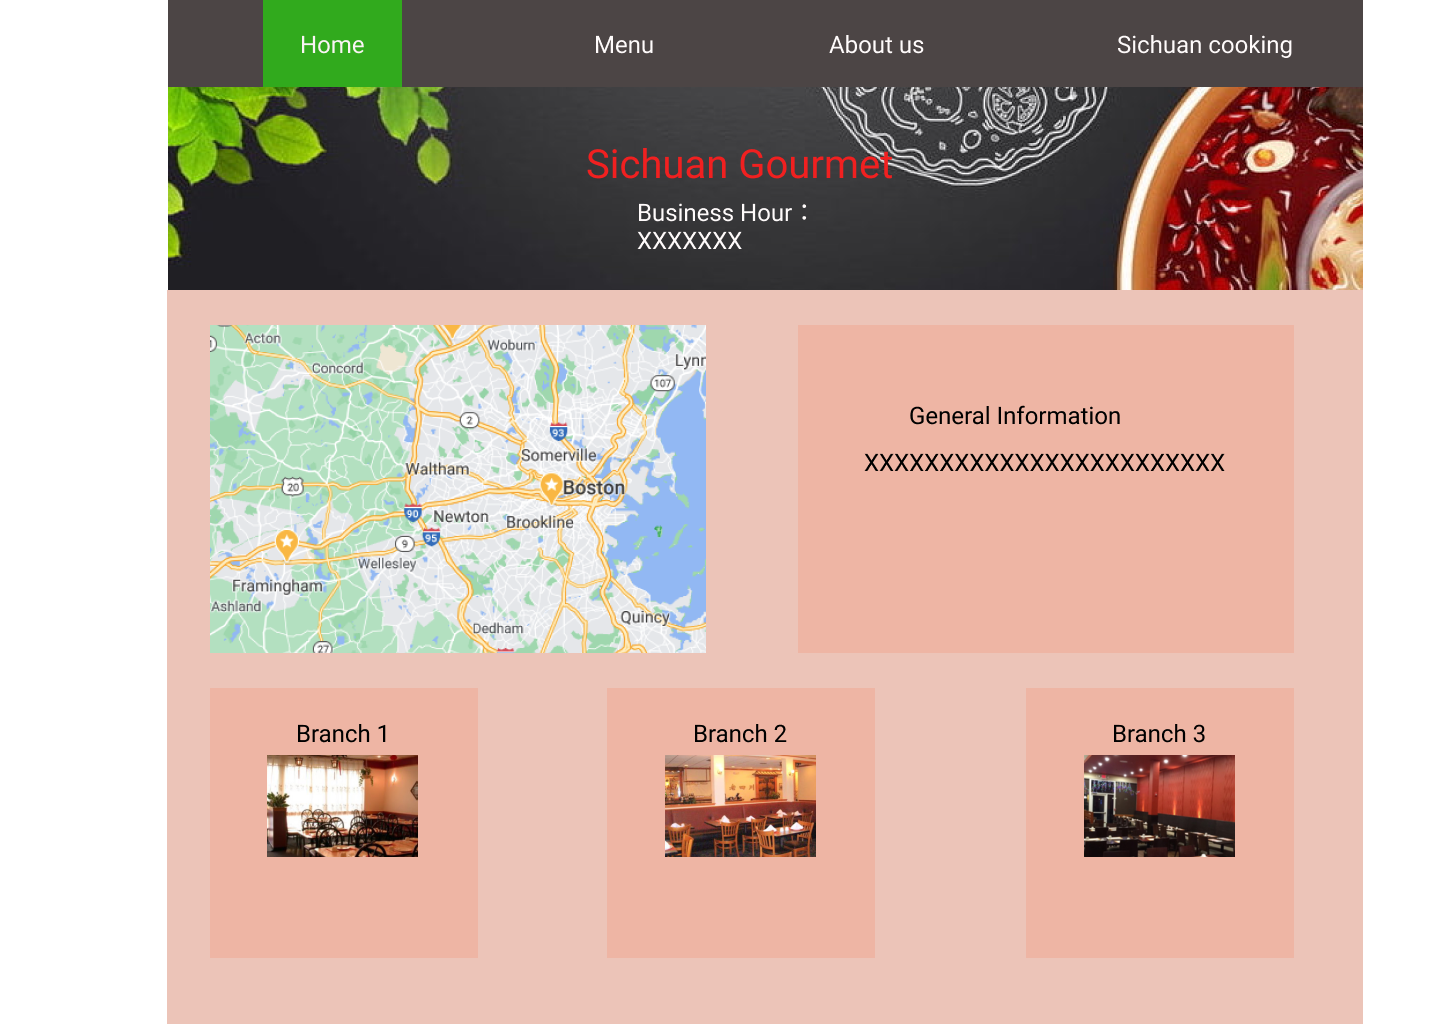 Home
Menu
About us
Sichuan cooking
Sichuan Gourmet
Business Hour：
XXXXXXX
Acton
Woburn
Concord
Lynn
107
2
93
Somerville
Waltham
20
Boston
90
Newton
Brookline
95
9
Wellesley
Framingham
Ashland
Quincy
Dedham
27
General Information
XXXXXXXXXXXXXXXXXXXXXXXX
Branch 1
Branch 2
Branch 3